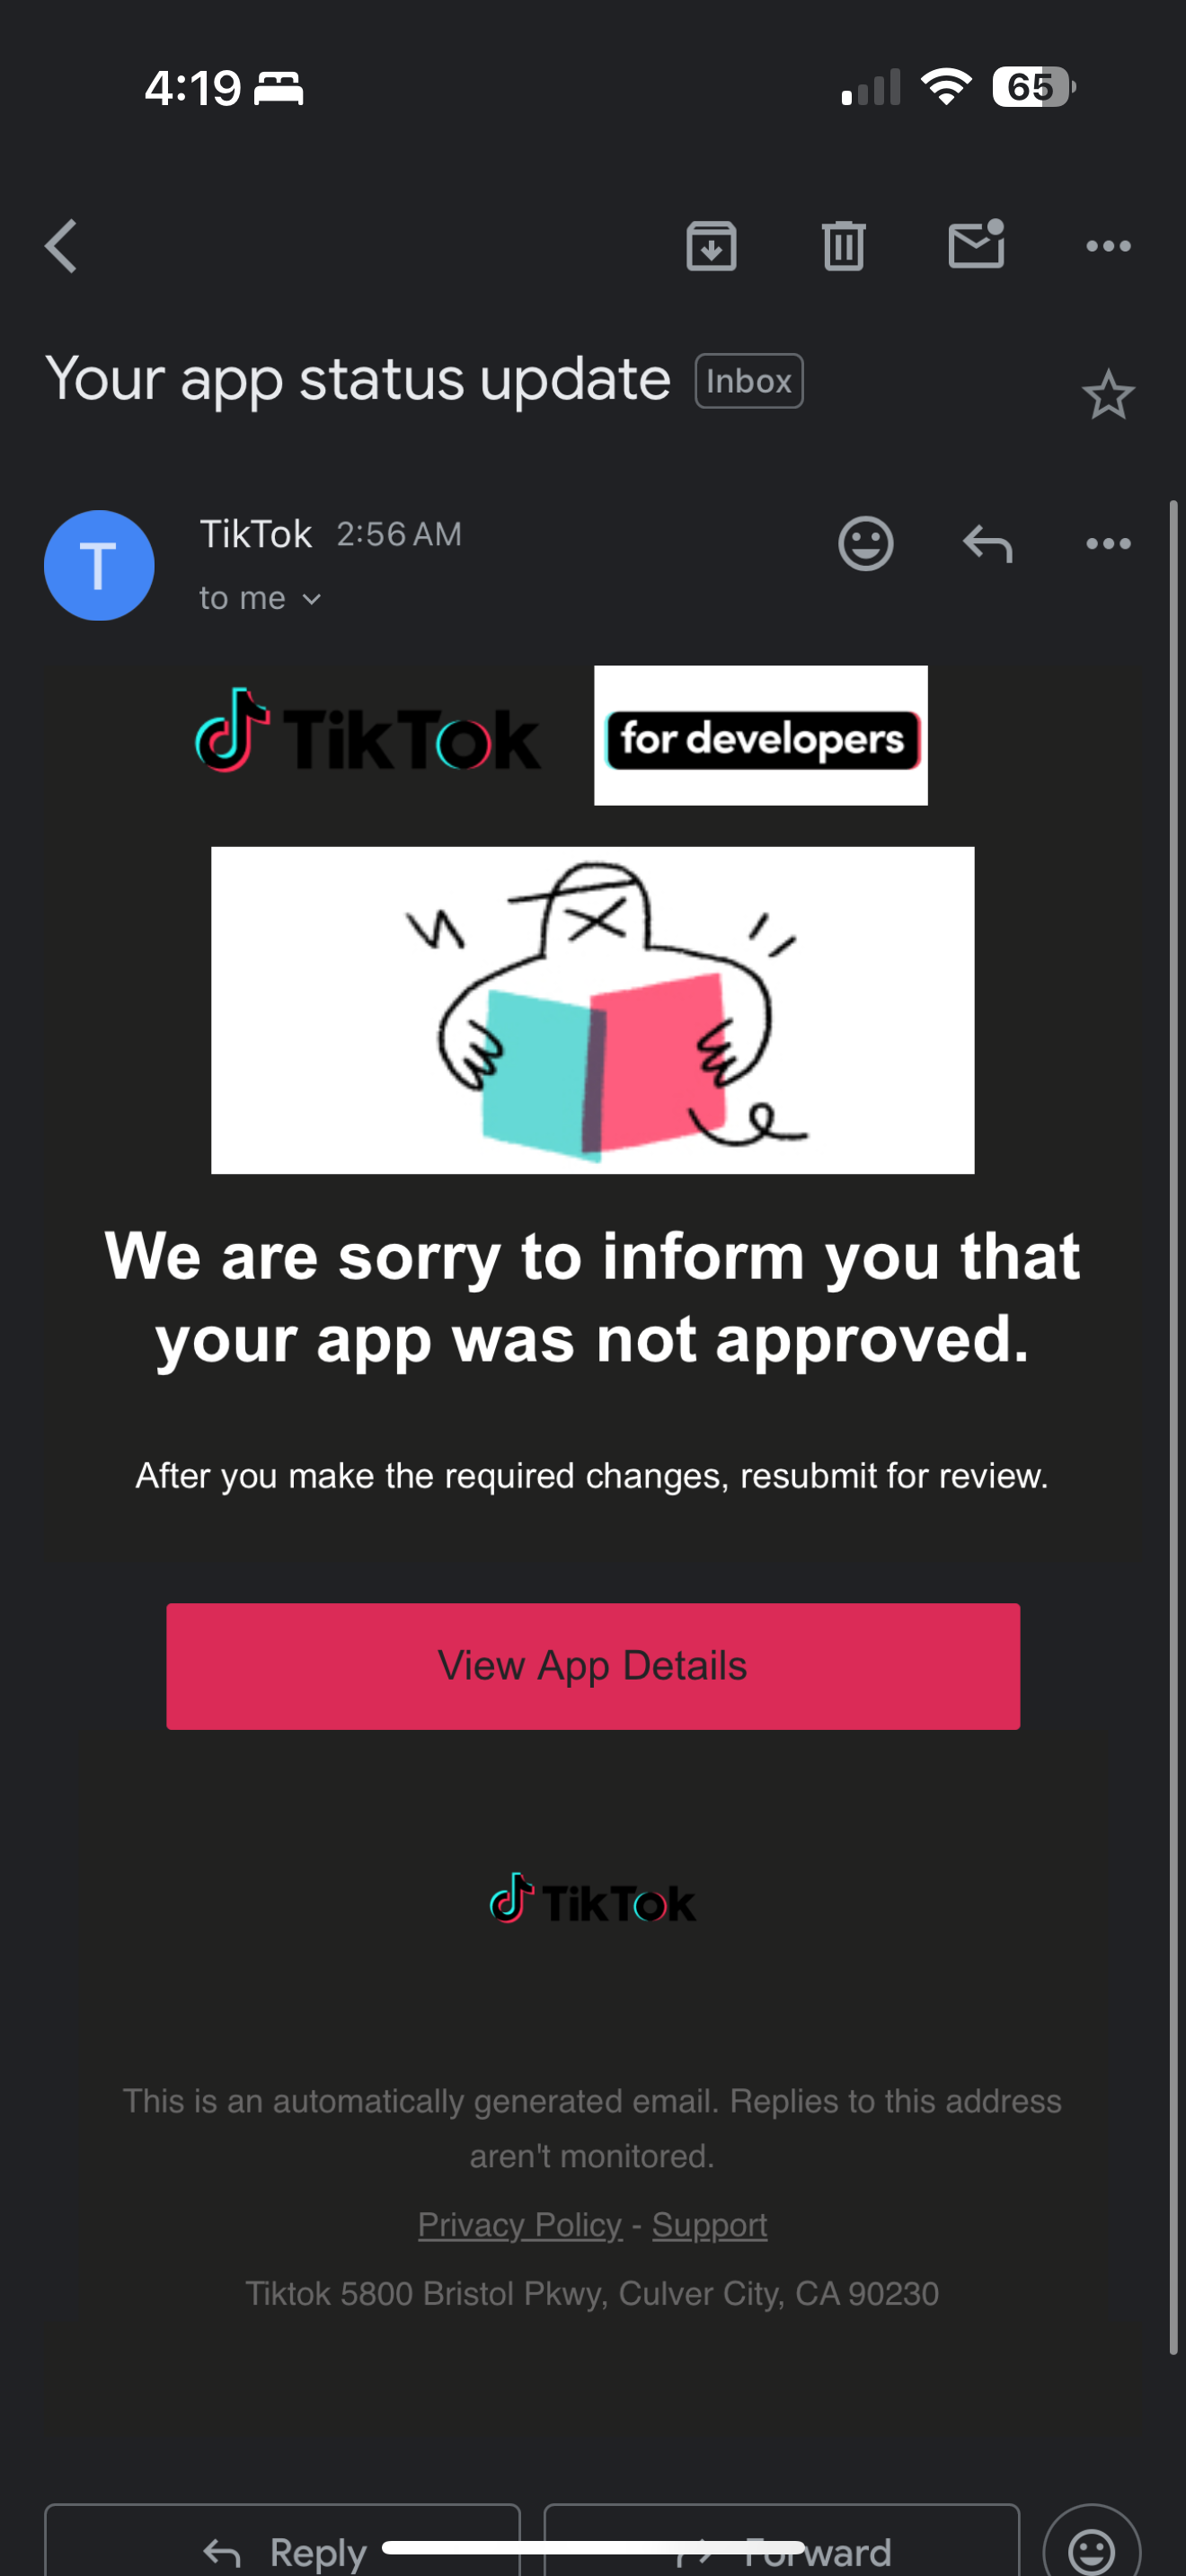 4:19
65
Your app status update Inbox
T
TikTok 2:56 AM
to me
TikTok for developers
We are sorry to inform you that
your app was not approved.
After you make the required changes, resubmit for review.
View App Details
TikTok
This is an automatically generated email. Replies to this address
aren't monitored.
Privacy Policy - Support
Tiktok 5800 Bristol Pkwy, Culver City, CA 90230
Reply Forward